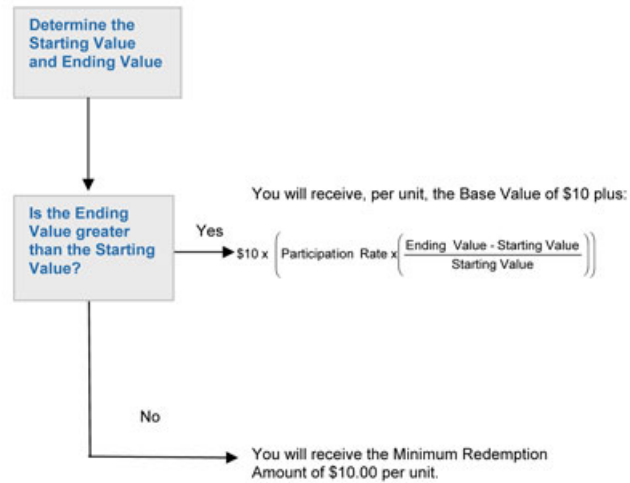 Determine the
Starting Value
and Ending Value
You will receive, per unit, the Base Value of $10 plus:
Is the Ending
Value greater
than the Starting
Value?
Yes
$10 x (Participation Rate x(Ending Value - Starting Value
Starting Value))
No
You will receive the Minimum Redemption
Amount of $10.00 per unit.